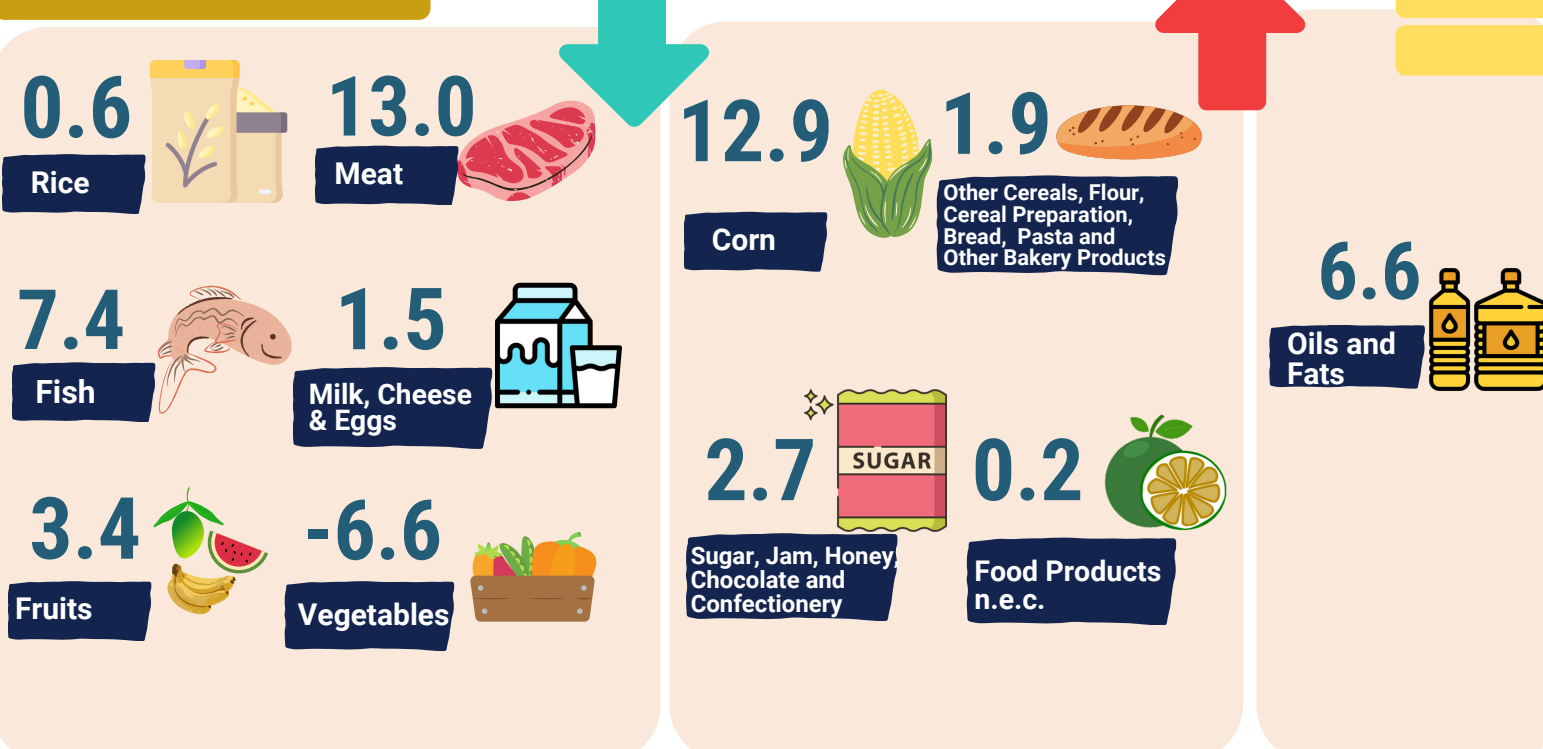 0.6
Rice
13.0
Meat
7.4
Fish
1.5
Milk, Cheese
& Eggs
3.4
Fruits
-6.6
Vegetables
12.9
Corn
1.9
Other Cereals, Flour,
Cereal Preparation,
Bread, Pasta and
Other Bakery Products
2.7
SUGAR
Sugar, Jam, Honey,
Chocolate and
Confectionery
0.2
Food Products
n.e.c.
6.6
Oils and
Fats